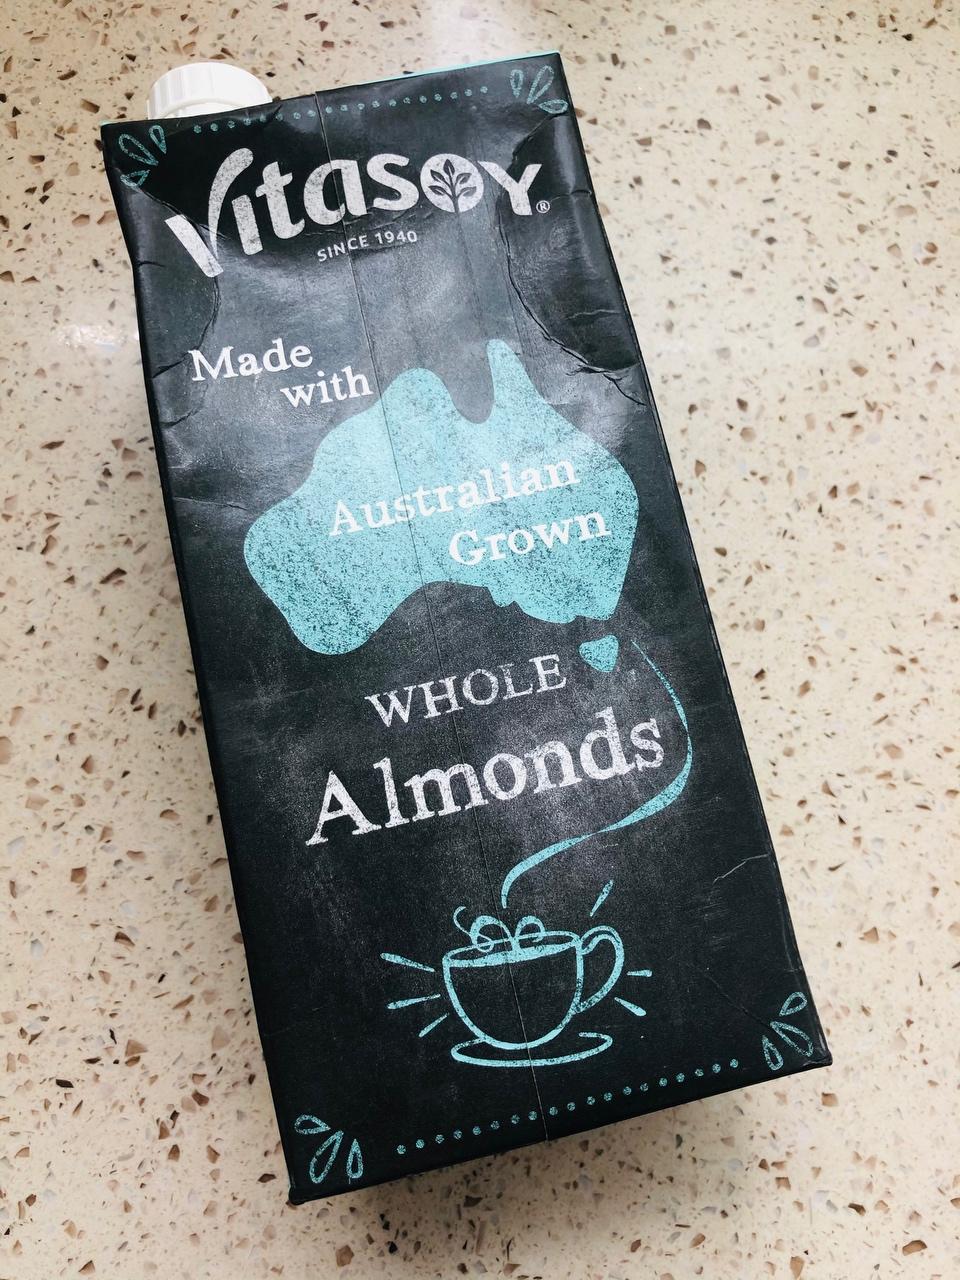 Vitasoy®
SINCE 1940
Made
with
Australian
Grown
WHOLE
Almonds